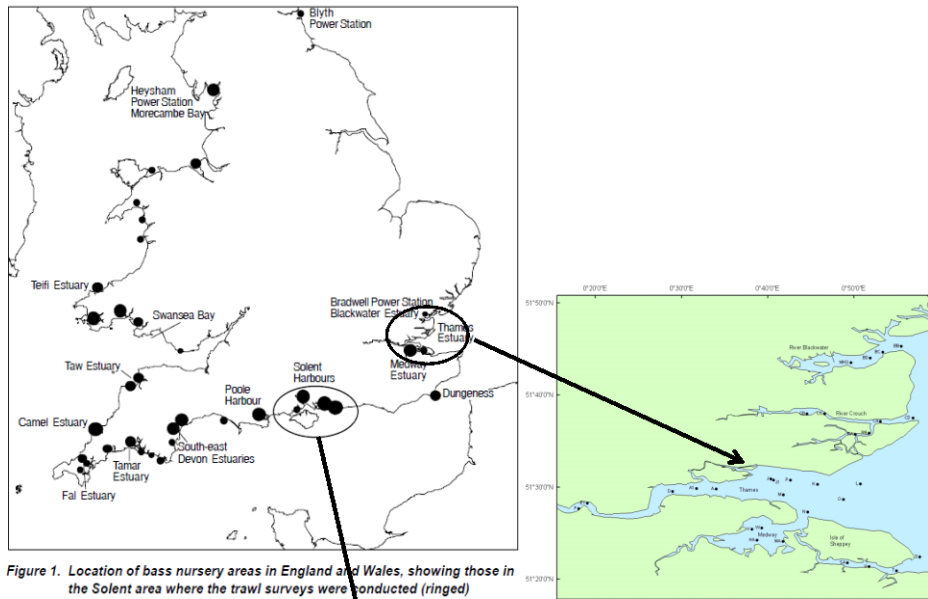 Blyth
Power Station
Heysham
Power Station
Morecambe Bay
Teifi Estuary
Swansea Bay
Bradwell Power Station
Blackwater Estuary
Thames
Estuary
Medway
Estuary
Taw Estuary
Solent
Harbours
Poole
Harbour
Dungeness
Camel Estuary
South-east
Devon Estuaries
Tamar
Estuary
Fal Estuary
Figure 1. Location of bass nursery areas in England and Wales, showing those in
the Solent area where the trawl surveys were conducted (ringed)
0°20'0"E 0°30'0"E 0°40'0"E 0°50'0"E
51°50'0"N
River Blackwater
51°40'0"N
River Crouch
51°30'0"N
Thames
Medway
Isle of
Sheppey
51°20'0"N